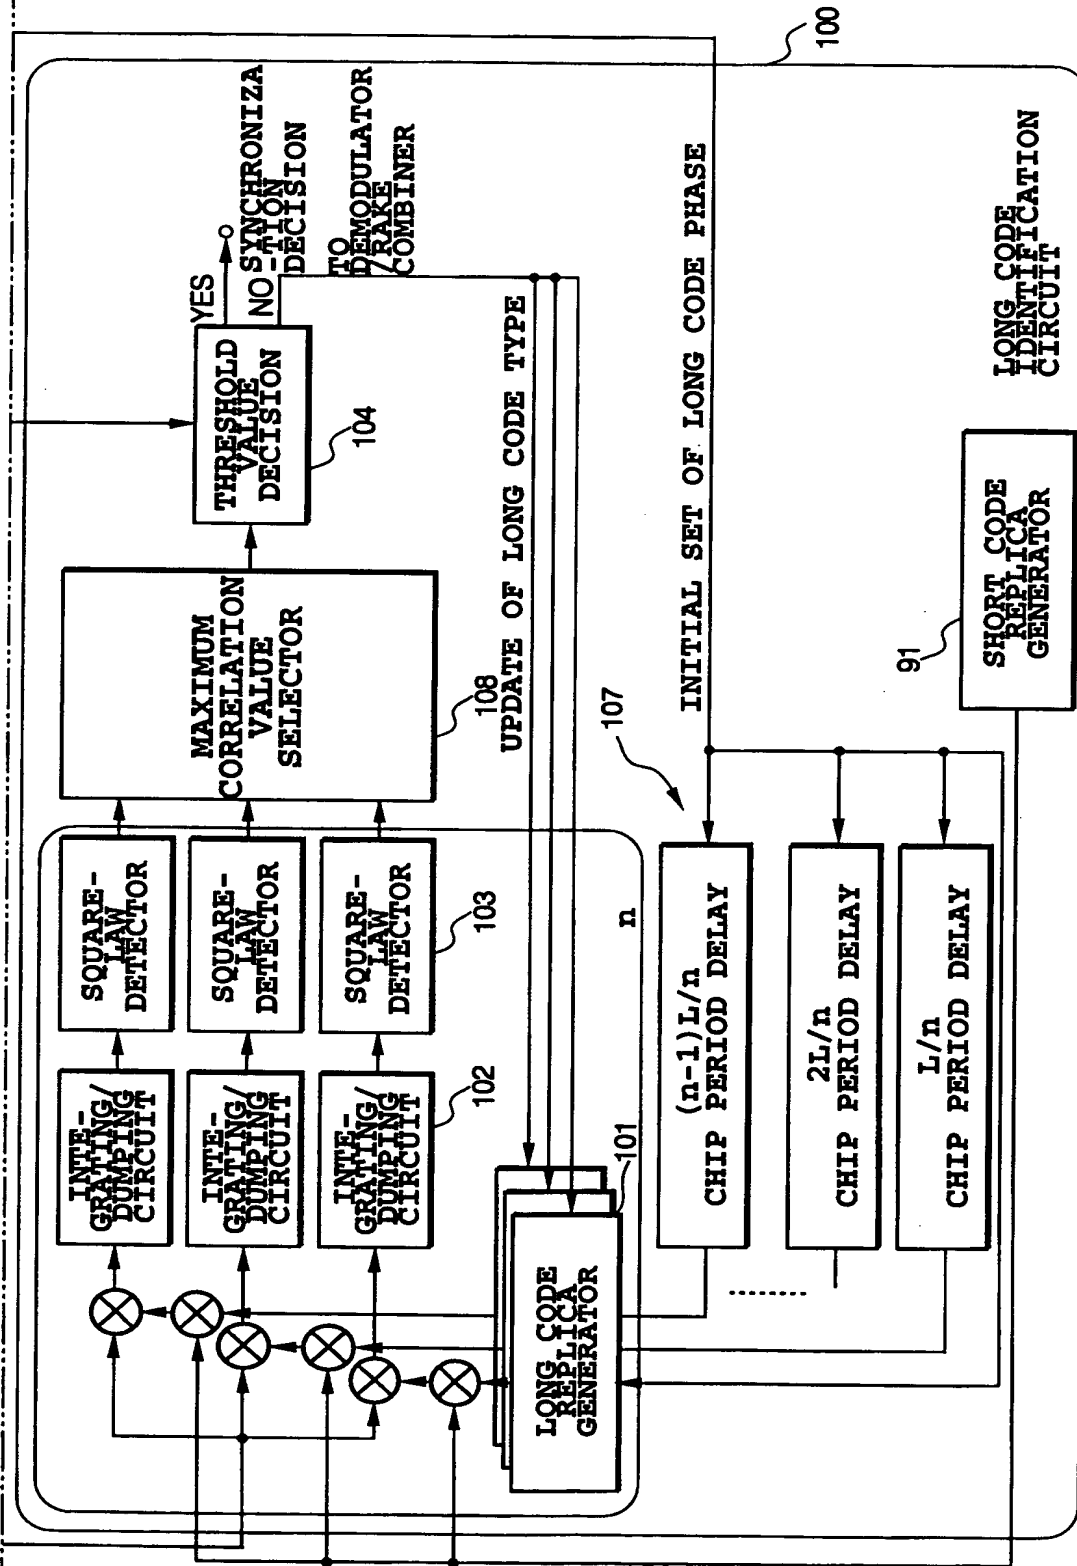 INTE-
GRATING/
DUMPING
CIRCUIT
SQUARE-
LAW
DETECTOR
INTE-
GRATING/
DUMPING
CIRCUIT
SQUARE-
LAW
DETECTOR
INTE-
GRATING/
DUMPING
CIRCUIT
102
SQUARE-
LAW
DETECTOR
103
MAXIMUM
CORRELATION
VALUE
SELECTOR
108
THRESHOLD
VALUE
DECISION
104
YES
NO
SYNCHRONIZA
-TION
DECISION
TO
DEMODULATOR
/RAKE
COMBINER
UPDATE OF LONG CODE TYPE
LONG CODE
REPLICA
GENERATOR
101
n
INITIAL SET OF LONG CODE PHASE
107
(n-1)L/n
CHIP PERIOD DELAY
2L/n
CHIP PERIOD DELAY
L/n
CHIP PERIOD DELAY
91
SHORT CODE
REPLICA
GENERATOR
LONG CODE
IDENTIFICATION
CIRCUIT
100